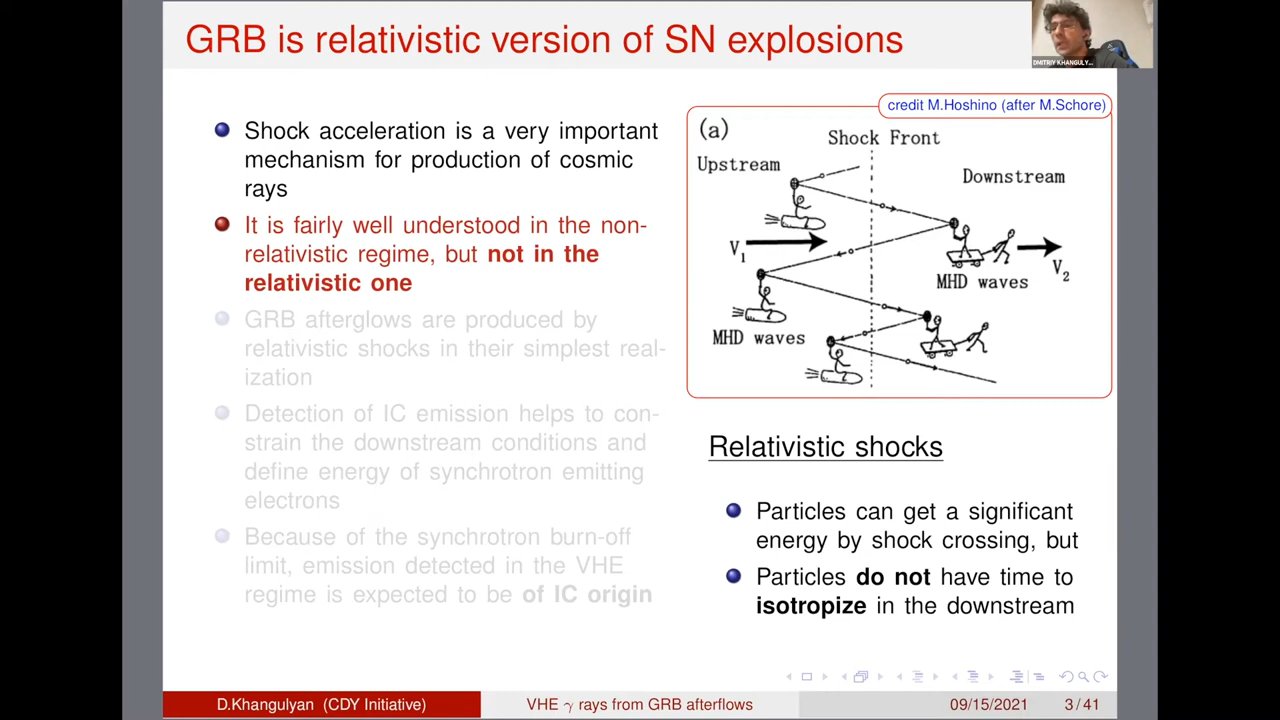 GRB is relativistic version of SN explosions
DMITRIY KHANGULY...
Shock acceleration is a very important
mechanism for production of cosmic
rays
It is fairly well understood in the non-
relativistic regime, but not in the
relativistic one
GRB afterglows are produced by
relativistic shocks in their simplest real-
ization
Detection of IC emission helps to con-
strain the downstream conditions and
define energy of synchrotron emitting
electrons
Because of the synchrotron burn-off
limit, emission detected in the VHE
regime is expected to be of IC origin
credit M.Hoshino (after M.Schore)
(a)
Shock Front
Upstream
Downstream
V1
V2
MHD waves
MHD waves
Relativistic shocks
Particles can get a significant
energy by shock crossing, but
Particles do not have time to
isotropize in the downstream
D.Khangulyan (CDY Initiative)
VHE γ rays from GRB afterflows
09/15/2021
3 / 41